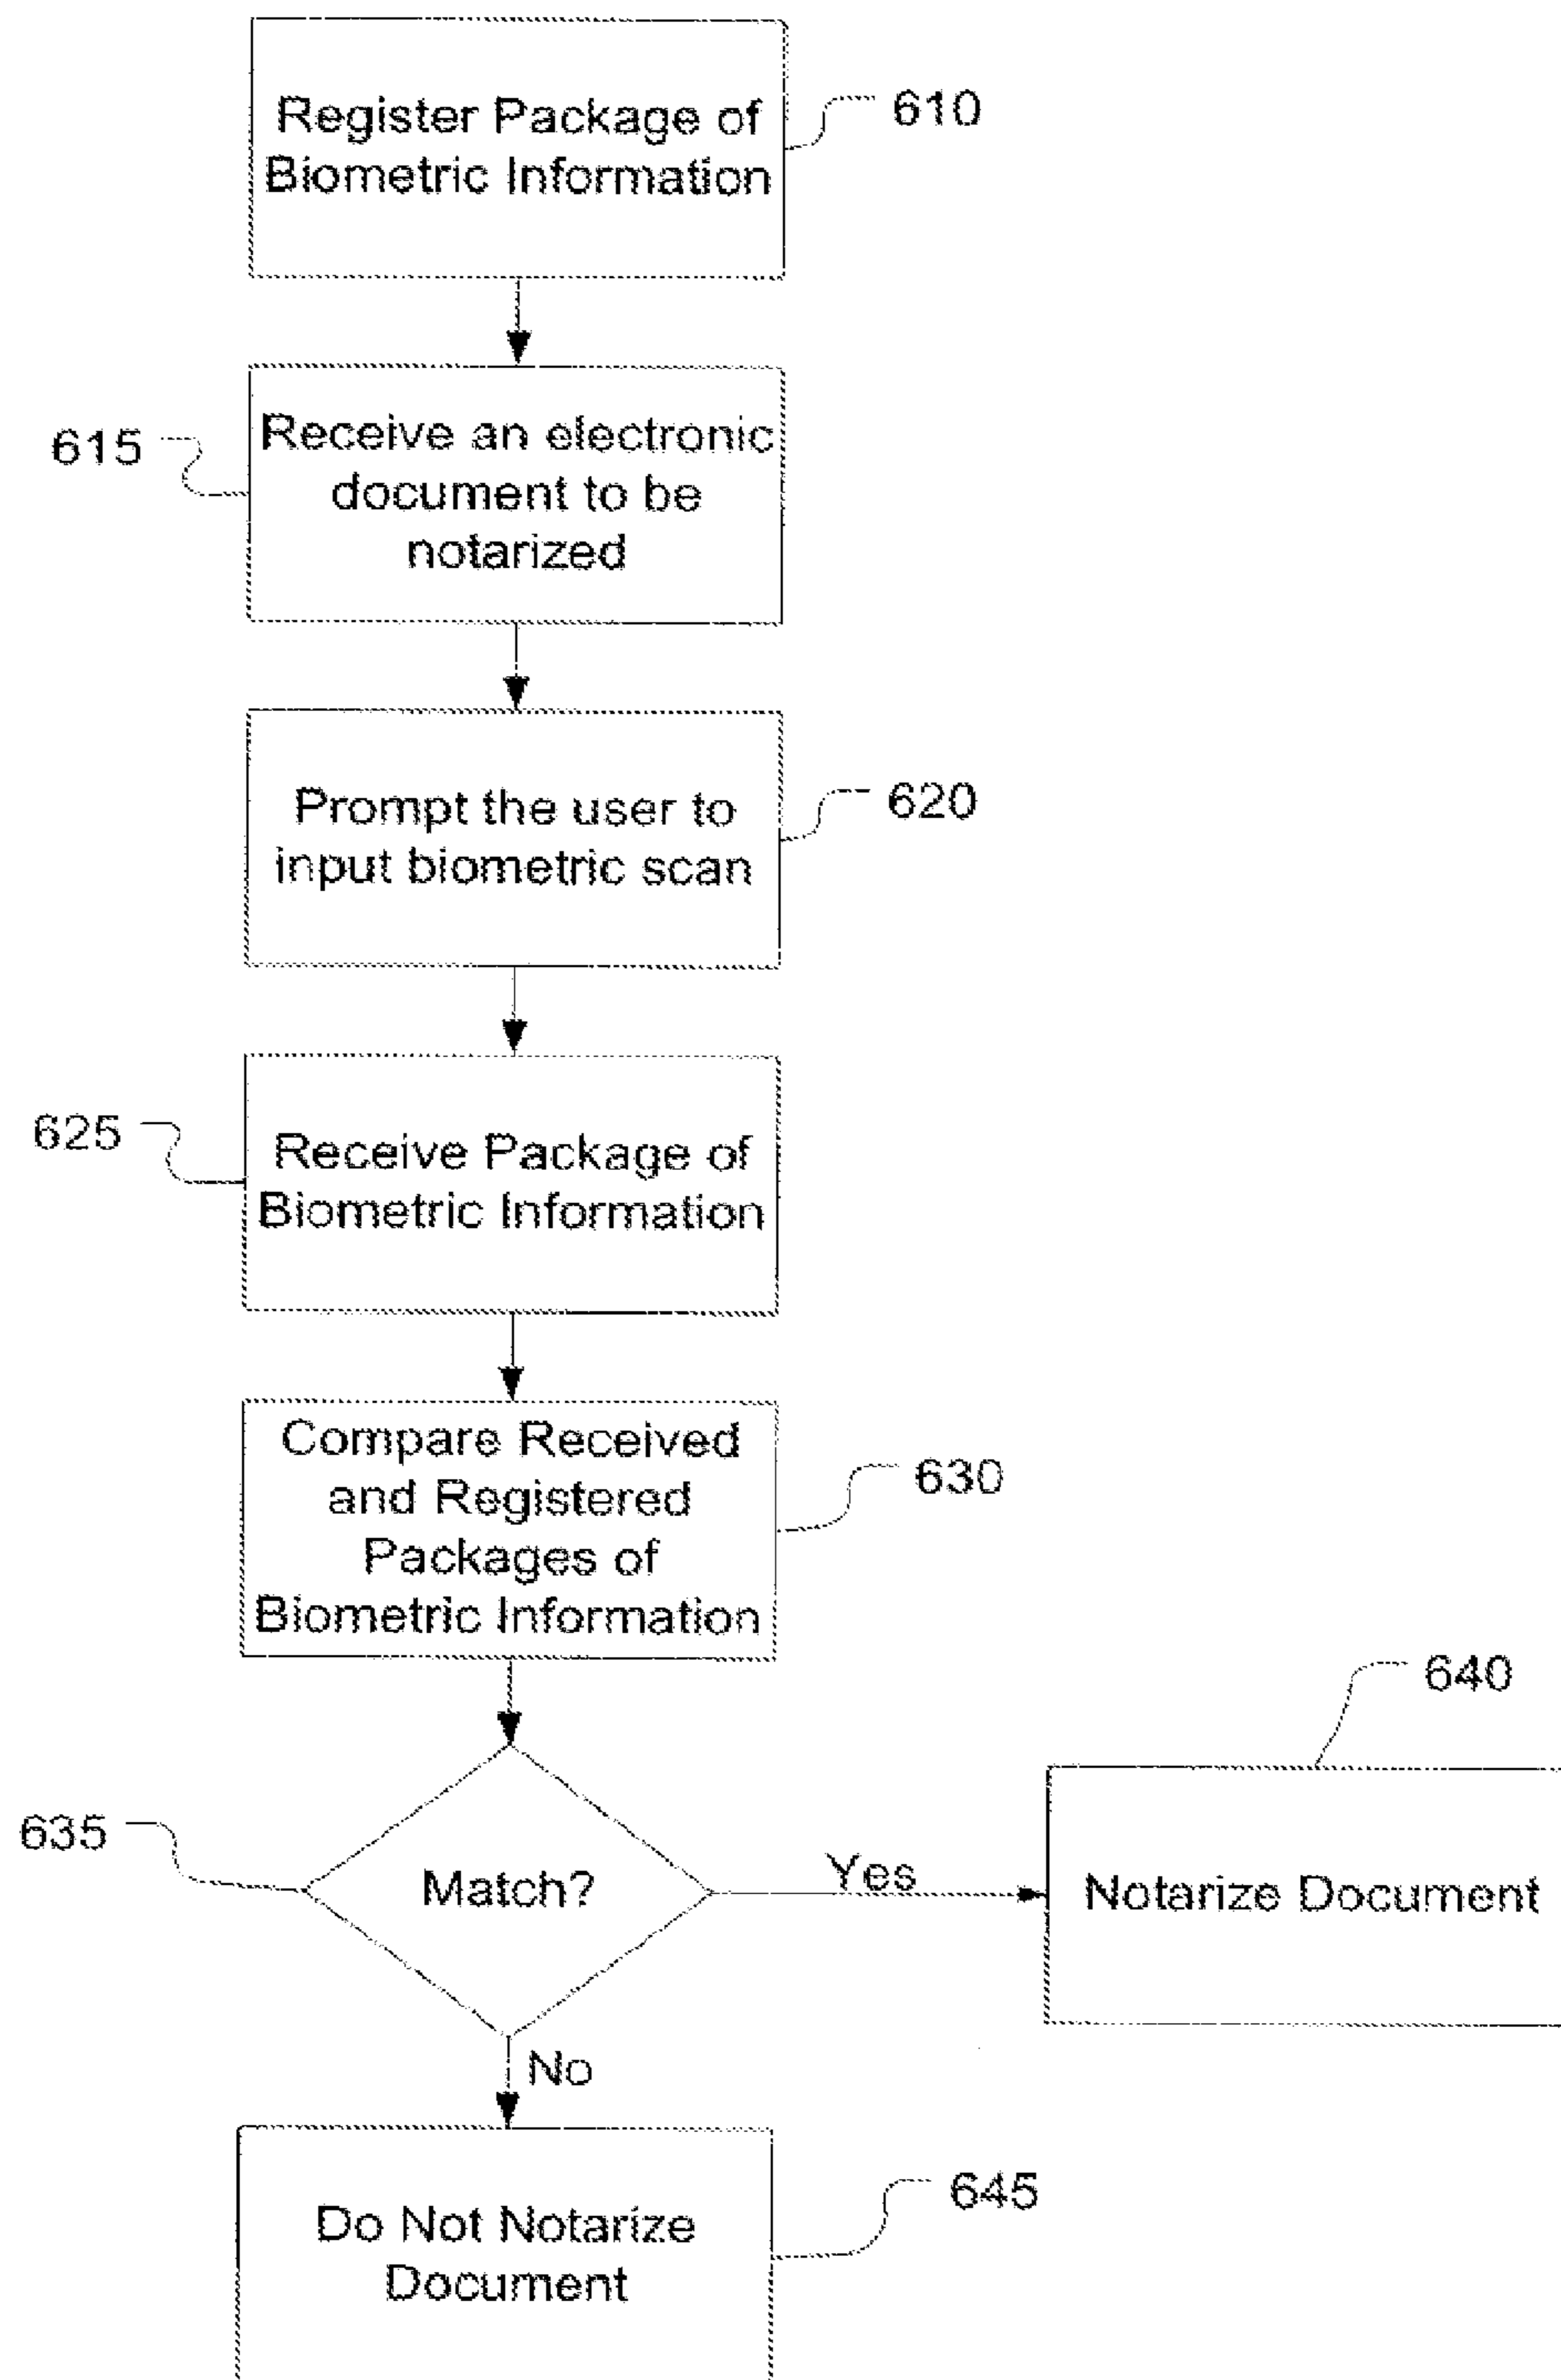 Register Package of
Biometric Information
610
615
Receive an electronic
document to be
notarized
Prompt the user to
input biometric scan
620
625
Receive Package of
Biometric Information
Compare Received
and Registered
Packages of
Biometric Information
630
635
Match?
Yes
640
Notarize Document
No
Do Not Notarize
Document
645